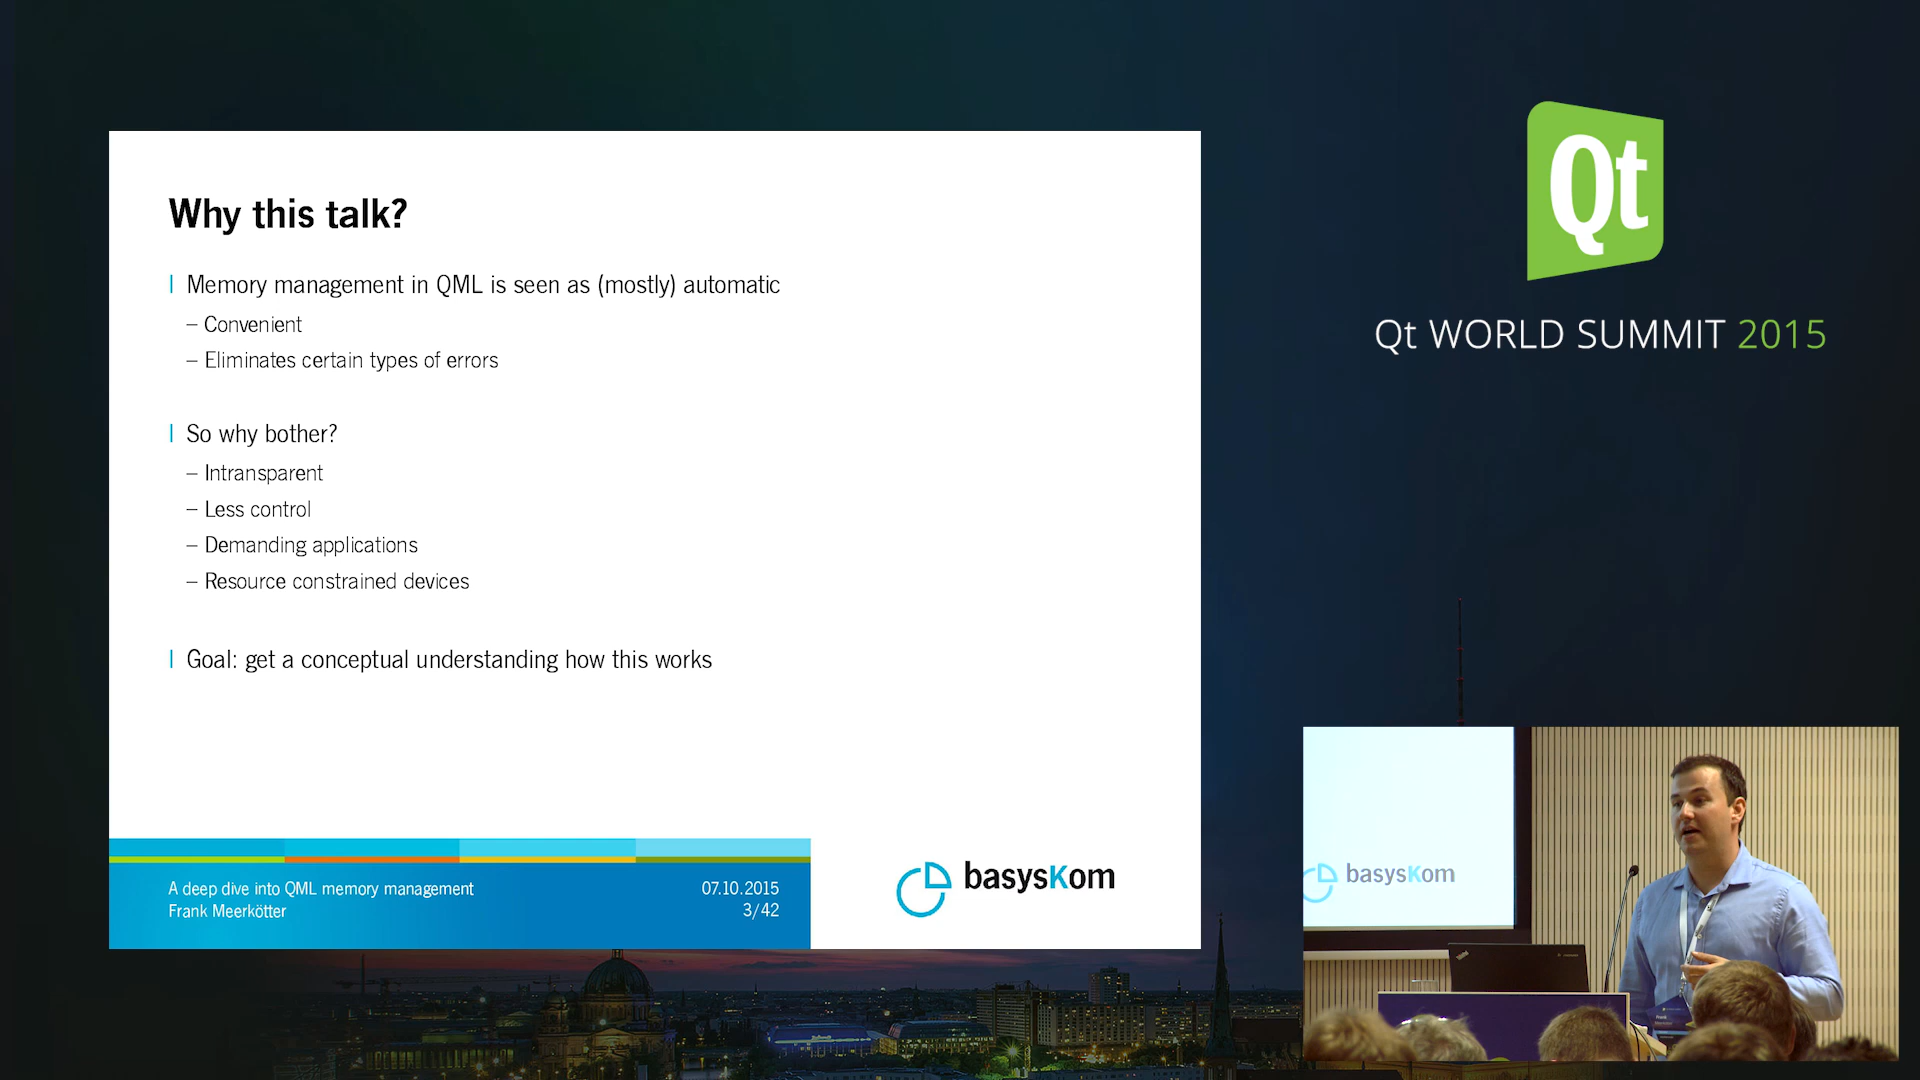 Why this talk?
Memory management in QML is seen as (mostly) automatic
– Convenient
– Eliminates certain types of errors
So why bother?
– Intransparent
– Less control
– Demanding applications
– Resource constrained devices
Goal: get a conceptual understanding how this works
A deep dive into QML memory management
Frank Meerkötter
07.10.2015
3/42
basysKom
Qt
Qt WORLD SUMMIT 2015
basysKom